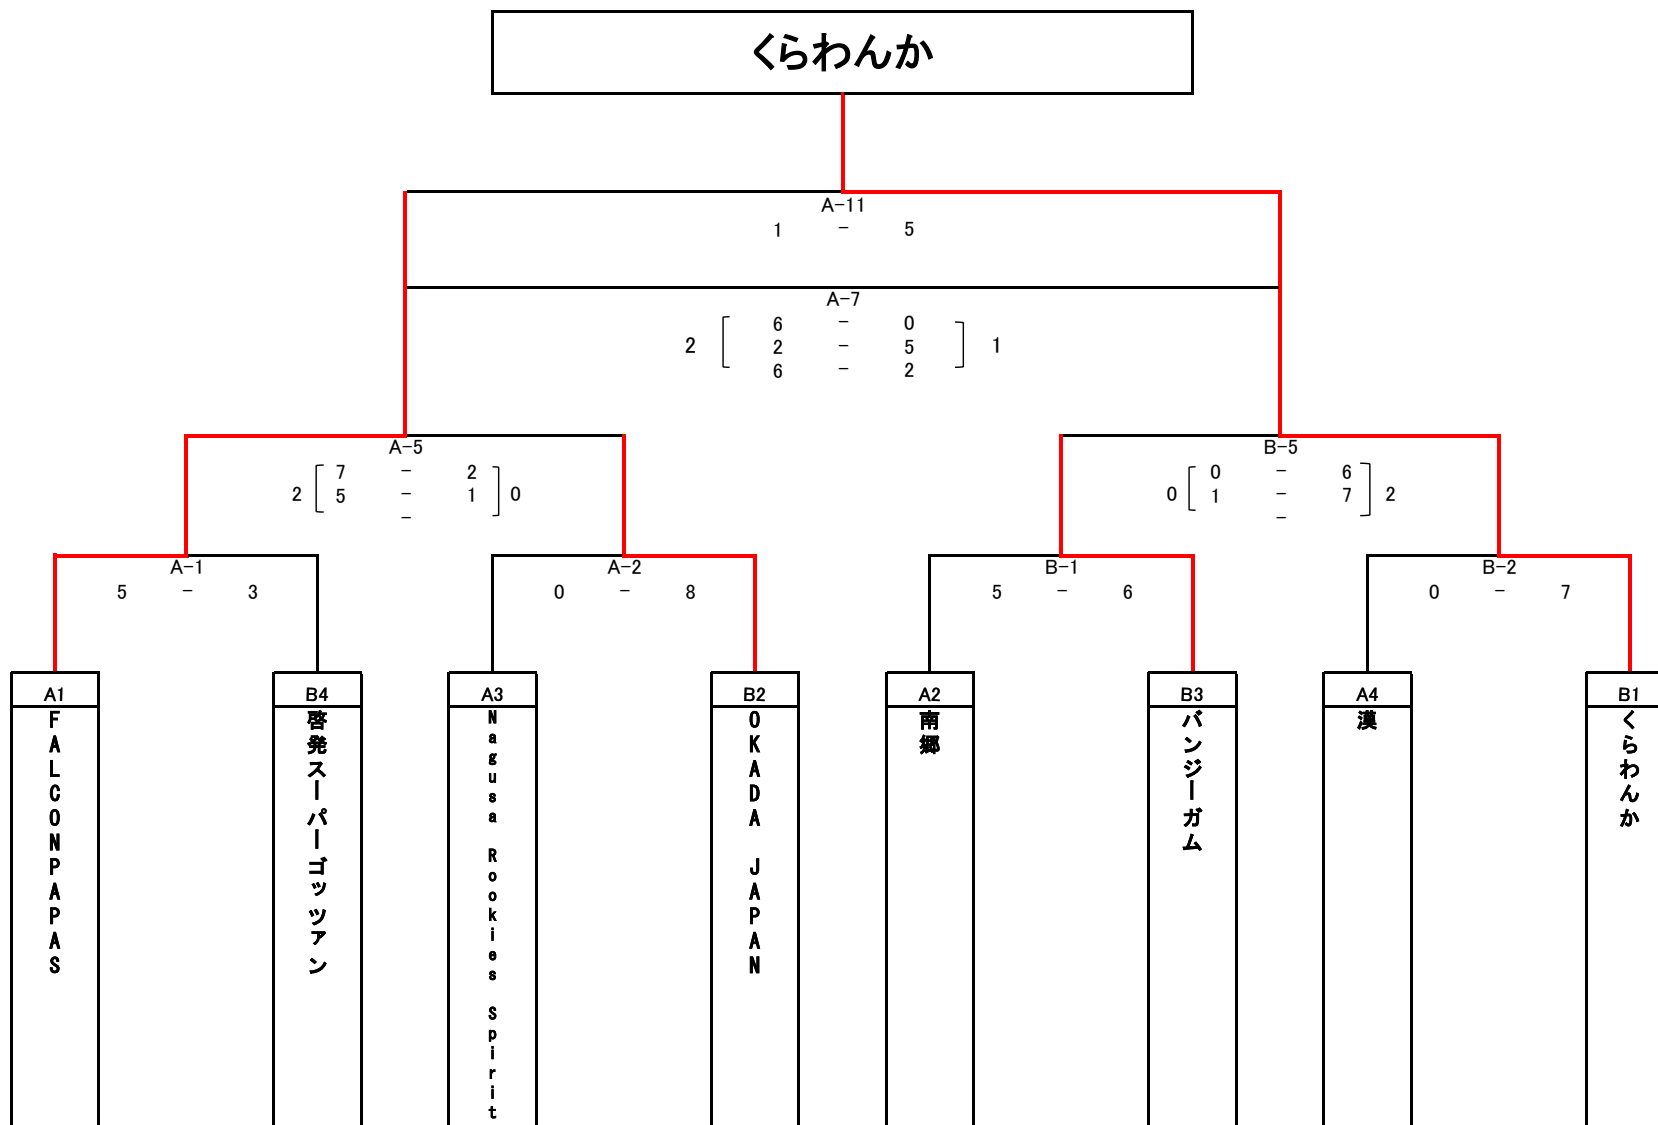 くらわんか
A-11
1 - 5
A-7
6 - 0
2 2 - 5 1
6 - 2
A-5
7 - 2
2 5 - 1 0
-
B-5
0 - 6
0 1 - 7 2
-
A-1
5 - 3
A-2
0 - 8
B-1
5 - 6
B-2
0 - 7
A1
FALCONPAPAS
B4
啓発スーパーゴッツァン
A3
Nagusa Rookies Spirit
B2
OKADA JAPAN
A2
南郷
B3
バンジーガム
A4
漢
B1
くらわんか